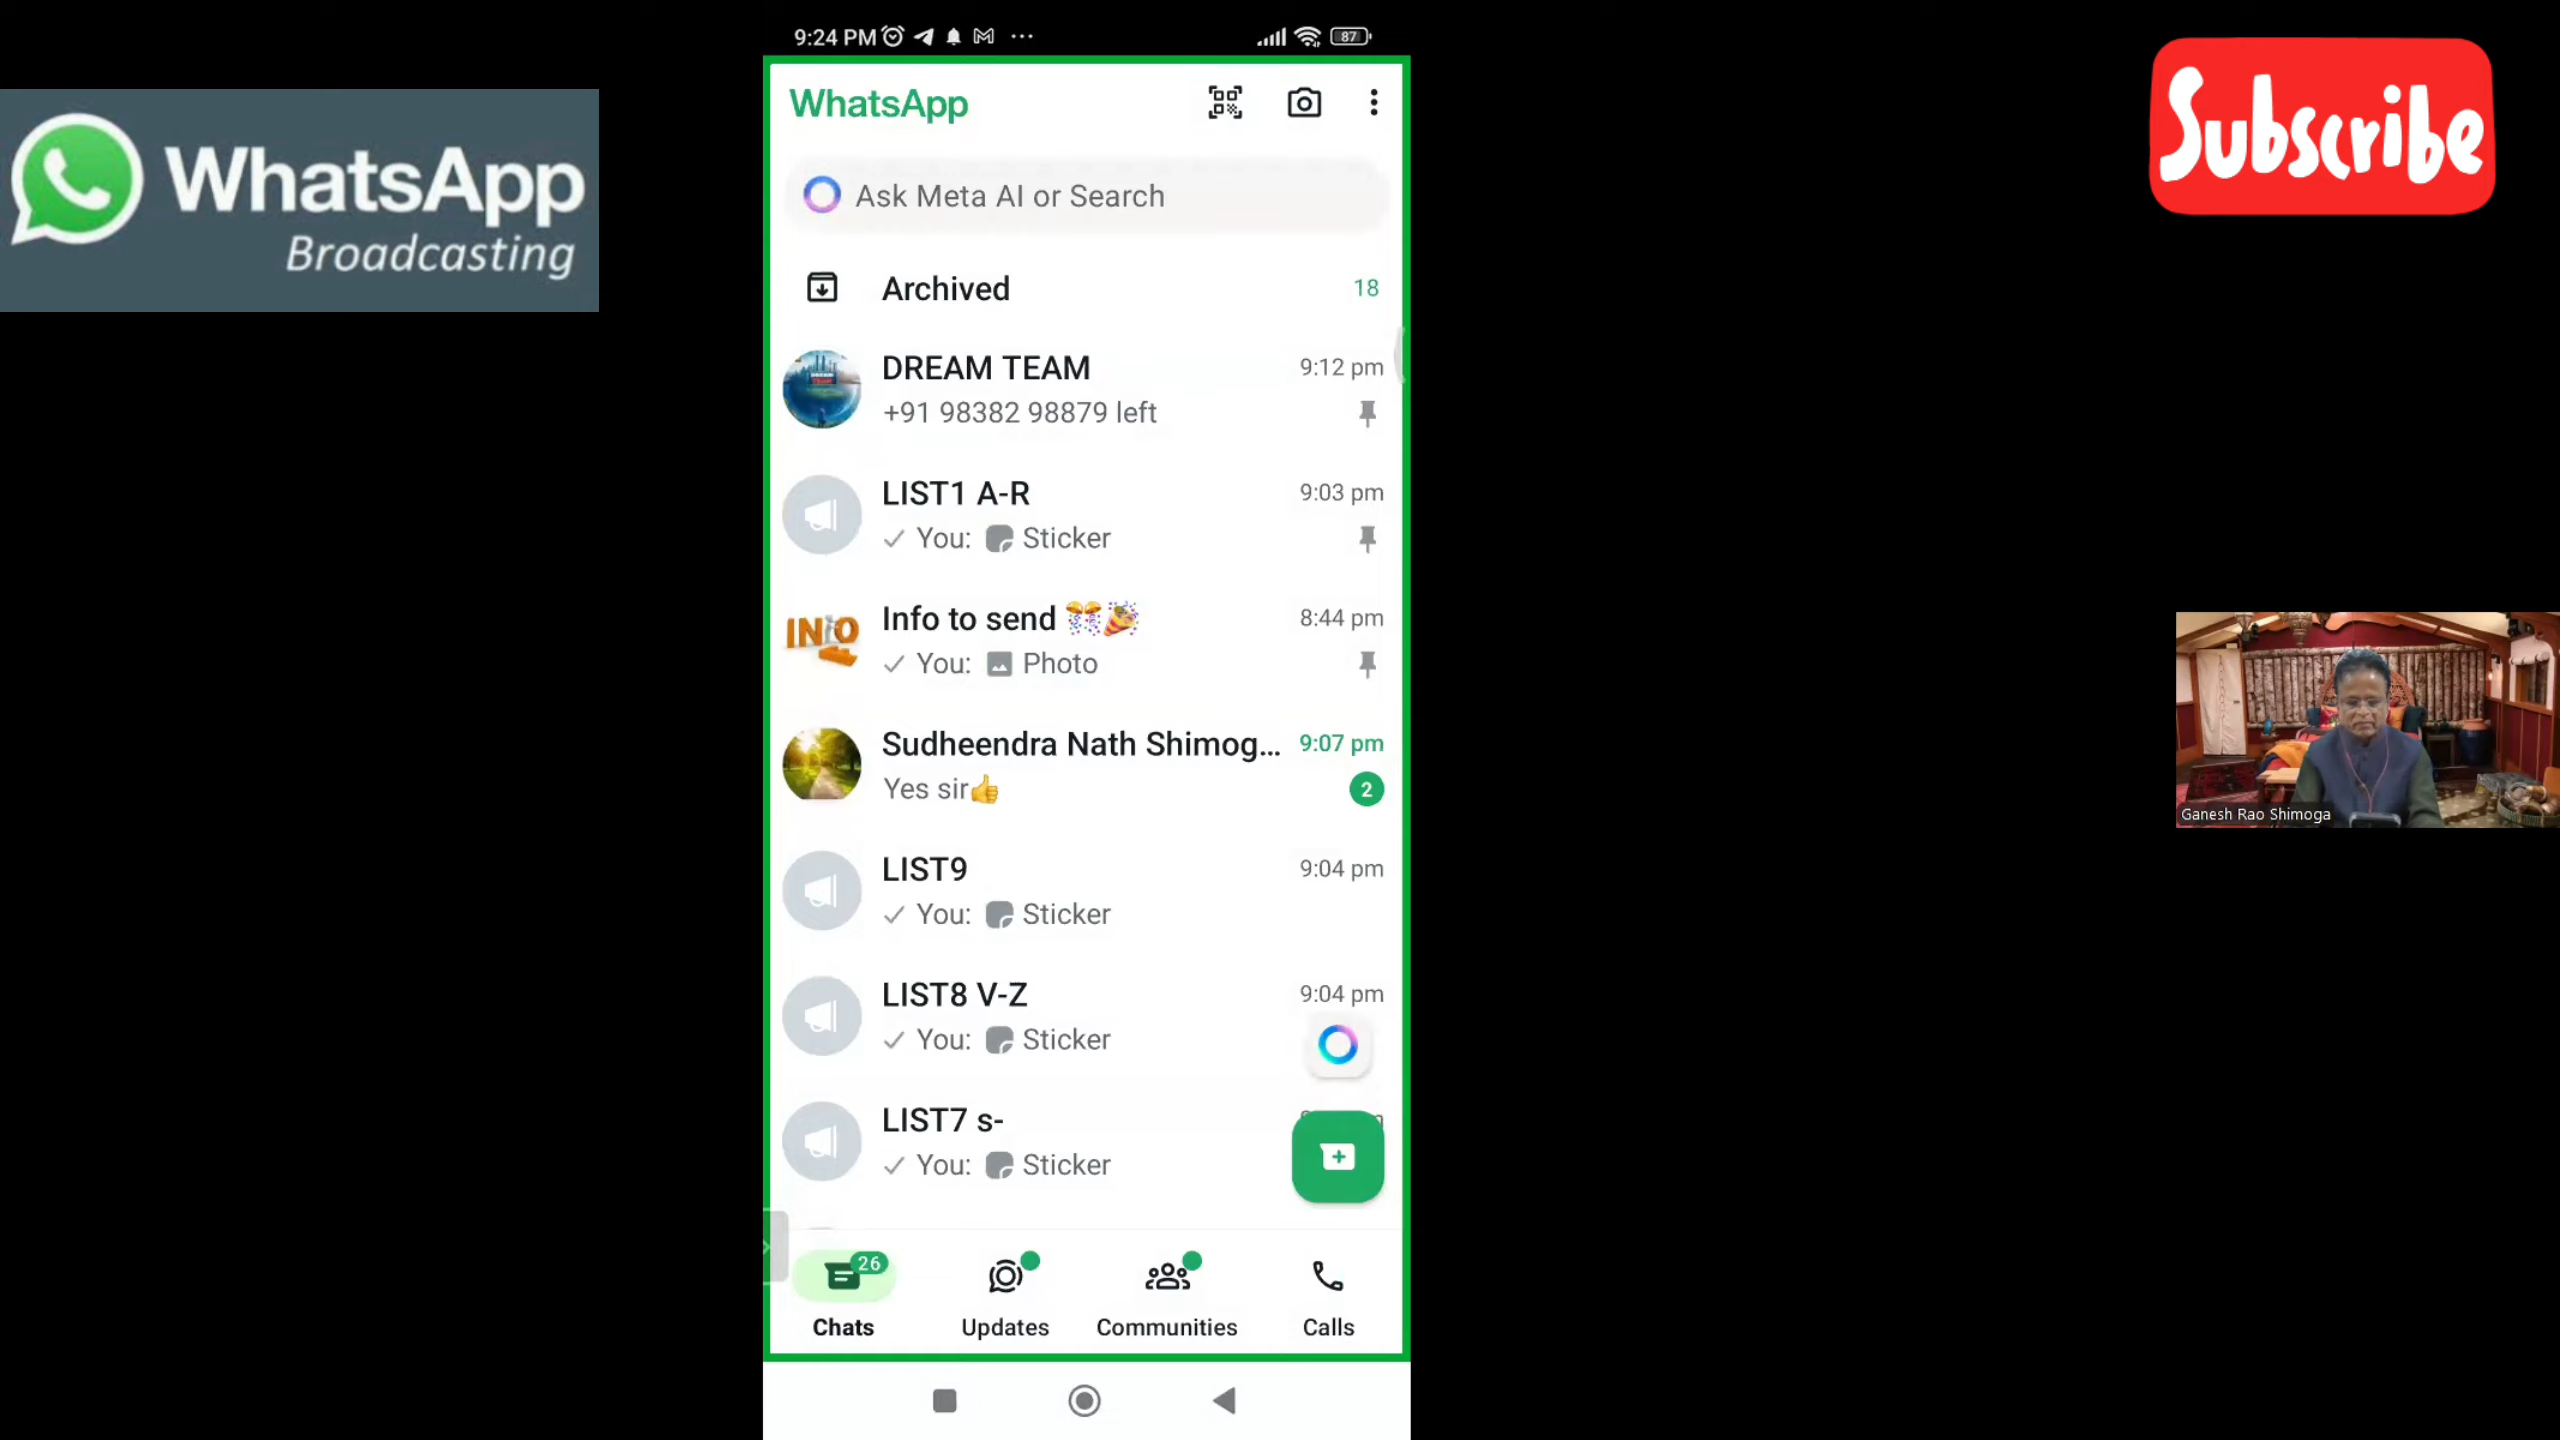 9:24 PM
87
WhatsApp
Broadcasting
Subscribe
WhatsApp
Ask Meta AI or Search
Archived 18
DREAM TEAM 9:12 pm
+91 98382 98879 left
LIST1 A-R 9:03 pm
You: Sticker
Info to send 🎊🎉 8:44 pm
You: Photo
Sudheendra Nath Shimog... 9:07 pm
Yes sir👍 2
LIST9 9:04 pm
You: Sticker
LIST8 V-Z 9:04 pm
You: Sticker
LIST7 s-
You: Sticker
26
Chats Updates Communities Calls
Ganesh Rao Shimoga